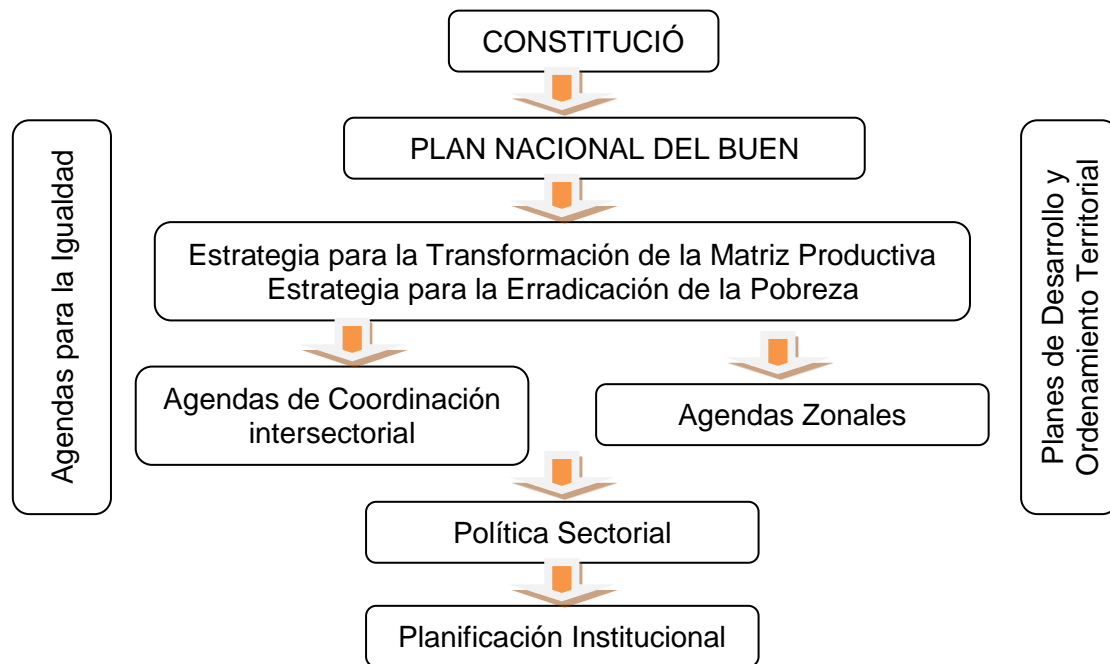 CONSTITUCIÓ
PLAN NACIONAL DEL BUEN
Agendas para la Igualdad
Planes de Desarrollo y
Ordenamiento Territorial
Estrategia para la Transformación de la Matriz Productiva
Estrategia para la Erradicación de la Pobreza
Agendas de Coordinación
intersectorial
Agendas Zonales
Política Sectorial
Planificación Institucional